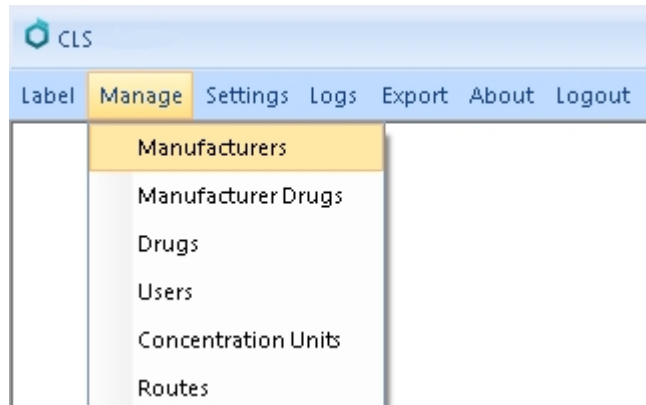 CLS
Label Manage Settings Logs Export About Logout
Manufacturers
Manufacturer Drugs
Drugs
Users
Concentration Units
Routes